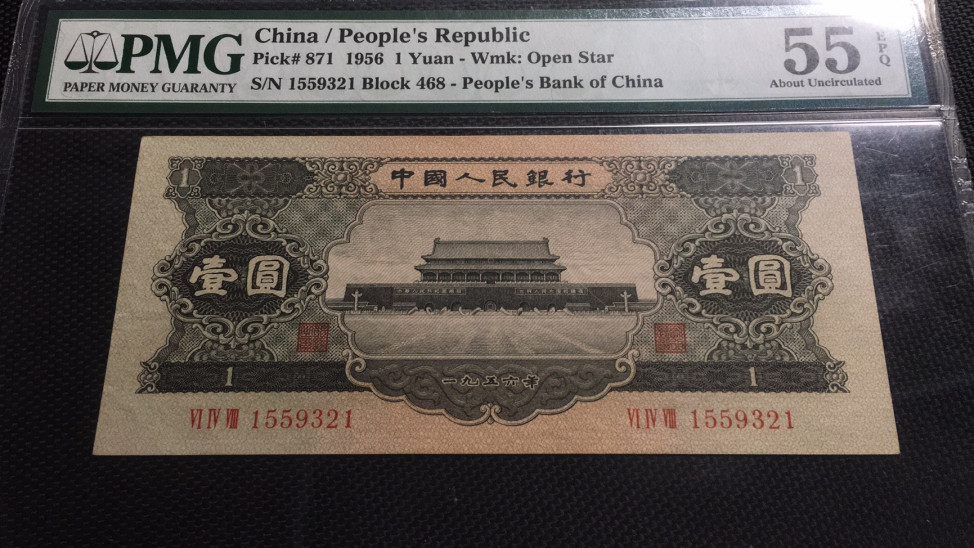 PMG
PAPER MONEY GUARANTY
China / People's Republic
Pick# 871 1956 1 Yuan - Wmk: Open Star
S/N 1559321 Block 468 - People's Bank of China
55 EPQ
About Uncirculated
1 中國人民銀行 1
壹圓 壹圓
1 一九五六年 1
VI IV VIII 1559321 VI IV VIII 1559321